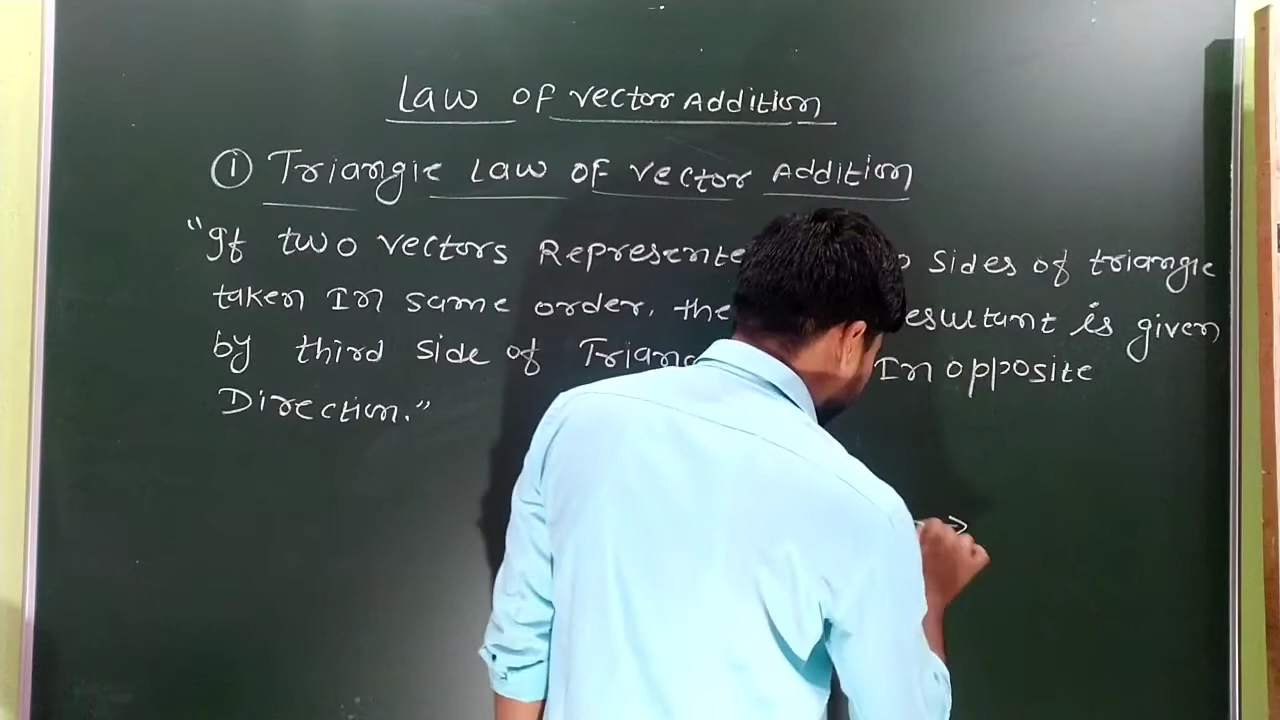 Law of vector Addition
① Triangle Law of vector Addition
"If two vectors Represente sides of triangle
taken In same order, the esultant is given
by third side of Triang In opposite
Direction."